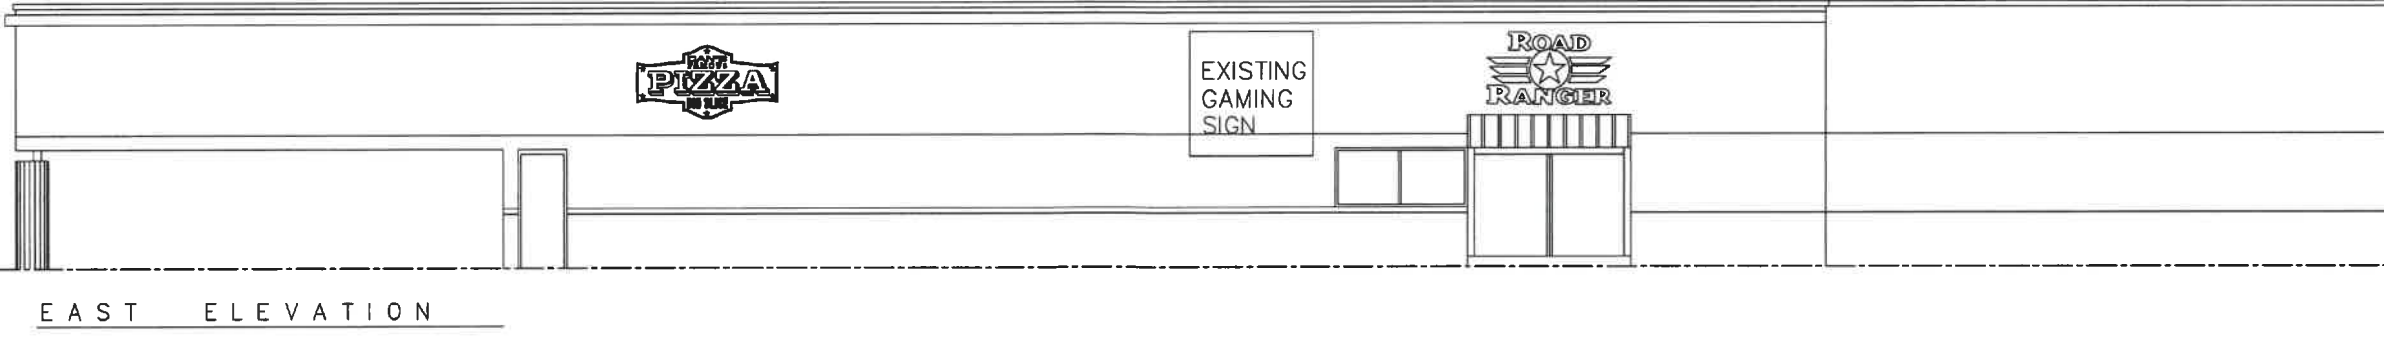 PIZZA
EXISTING
GAMING
SIGN
ROAD
RANGER
EAST ELEVATION